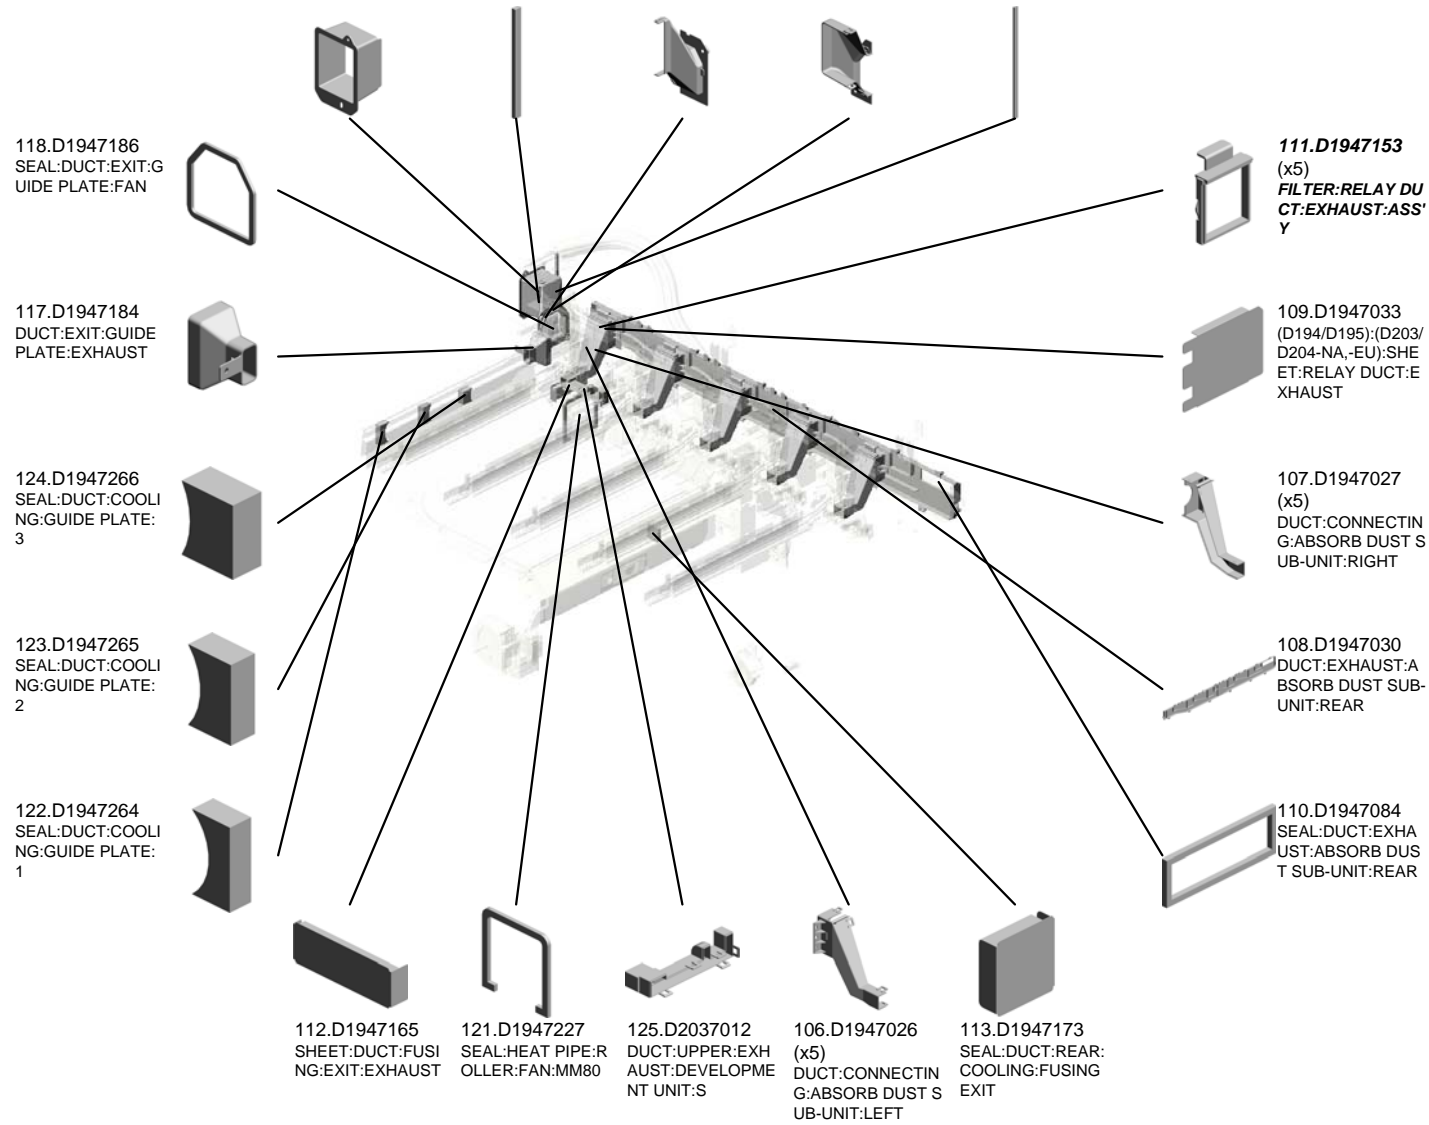 118.D1947186
SEAL:DUCT:EXIT:G
UIDE PLATE:FAN
117.D1947184
DUCT:EXIT:GUIDE
PLATE:EXHAUST
124.D1947266
SEAL:DUCT:COOLI
NG:GUIDE PLATE:
3
123.D1947265
SEAL:DUCT:COOLI
NG:GUIDE PLATE:
2
122.D1947264
SEAL:DUCT:COOLI
NG:GUIDE PLATE:
1
112.D1947165
SHEET:DUCT:FUSI
NG:EXIT:EXHAUST
121.D1947227
SEAL:HEAT PIPE:R
OLLER:FAN:MM80
125.D2037012
DUCT:UPPER:EXH
AUST:DEVELOPME
NT UNIT:S
106.D1947026
(x5)
DUCT:CONNECTIN
G:ABSORB DUST S
UB-UNIT:LEFT
113.D1947173
SEAL:DUCT:REAR:
COOLING:FUSING
EXIT
111.D1947153
(x5)
FILTER:RELAY DU
CT:EXHAUST:ASS'
Y
109.D1947033
(D194/D195):(D203/
D204-NA,-EU):SHE
ET:RELAY DUCT:E
XHAUST
107.D1947027
(x5)
DUCT:CONNECTIN
G:ABSORB DUST S
UB-UNIT:RIGHT
108.D1947030
DUCT:EXHAUST:A
BSORB DUST SUB-
UNIT:REAR
110.D1947084
SEAL:DUCT:EXHA
UST:ABSORB DUS
T SUB-UNIT:REAR